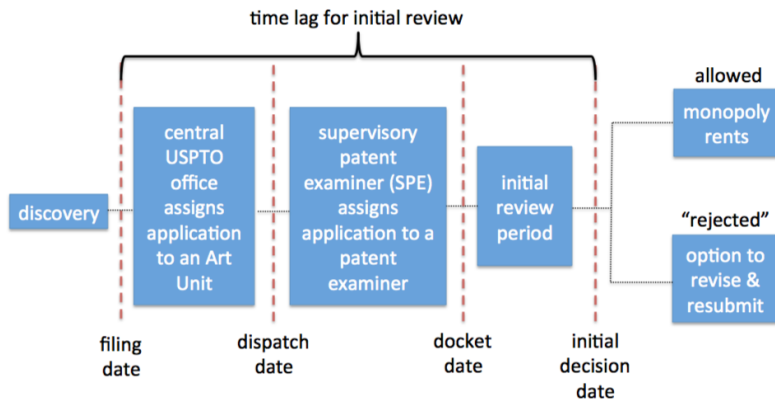 time lag for initial review
discovery
central
USPTO
office
assigns
application
to an Art
Unit
supervisory
patent
examiner (SPE)
assigns
application to a
patent
examiner
initial
review
period
allowed
monopoly
rents
“rejected”
option to
revise &
resubmit
filing
date
dispatch
date
docket
date
initial
decision
date